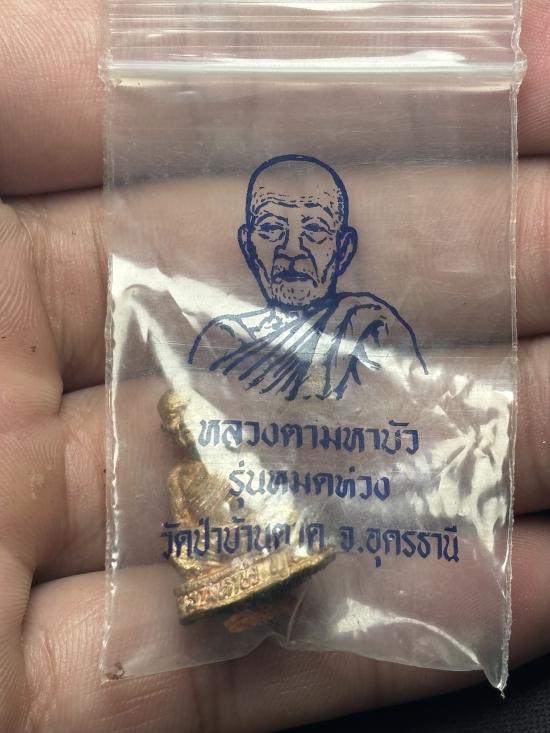 หลวงตามหาบัว
รุ่นหมดห่วง
วัดป่าบ้านตาด จ.อุดรธานี